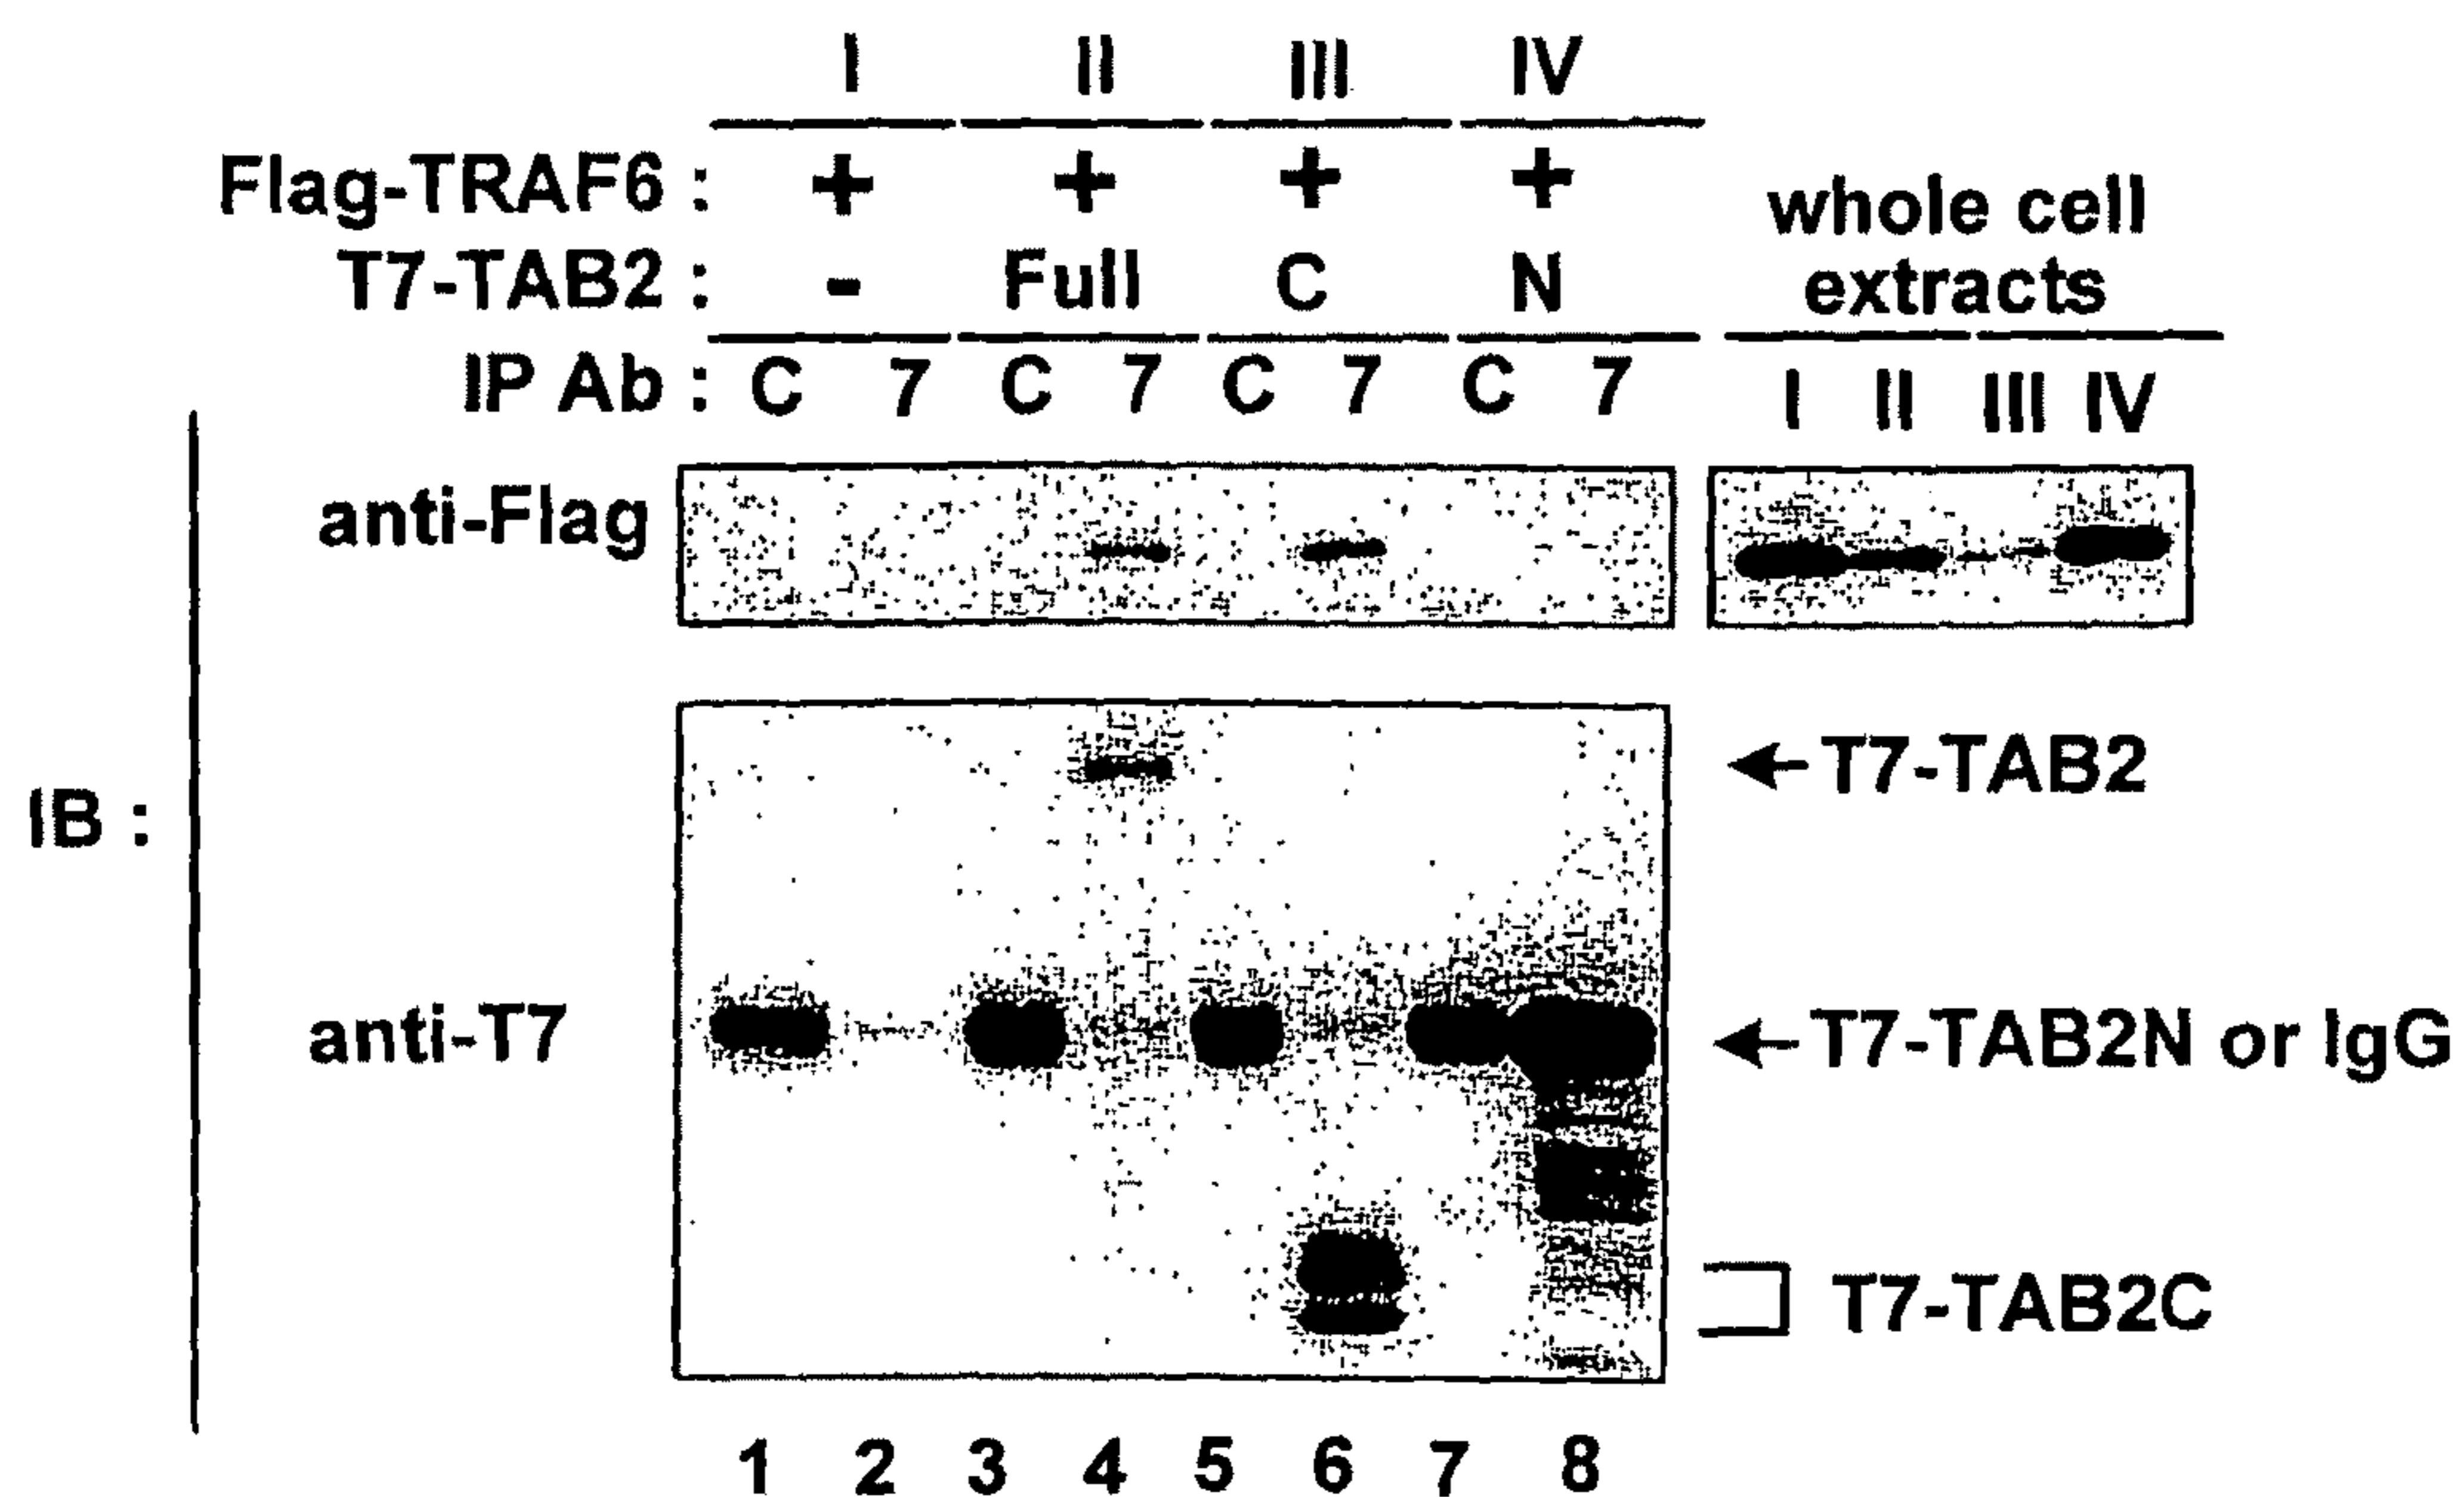 I II III IV
Flag-TRAF6 : + + + +
T7-TAB2 : - Full C N
whole cell
extracts
IP Ab : C 7 C 7 C 7 C 7
I II III IV
anti-Flag
IB :
T7-TAB2
anti-T7
T7-TAB2N or IgG
T7-TAB2C
1 2 3 4 5 6 7 8